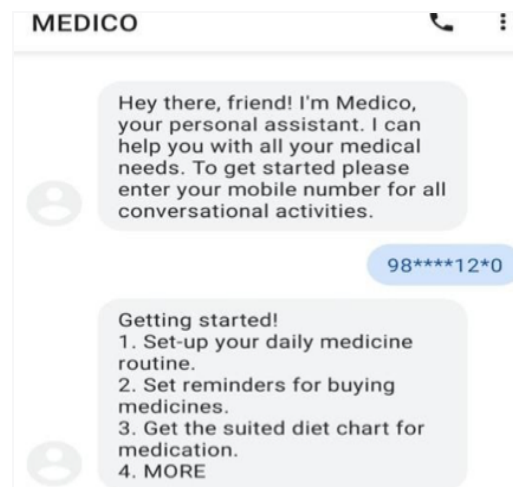 MEDICO
Hey there, friend! I'm Medico,
your personal assistant. I can
help you with all your medical
needs. To get started please
enter your mobile number for all
conversational activities.
98****12*0
Getting started!
1. Set-up your daily medicine
routine.
2. Set reminders for buying
medicines.
3. Get the suited diet chart for
medication.
4. MORE